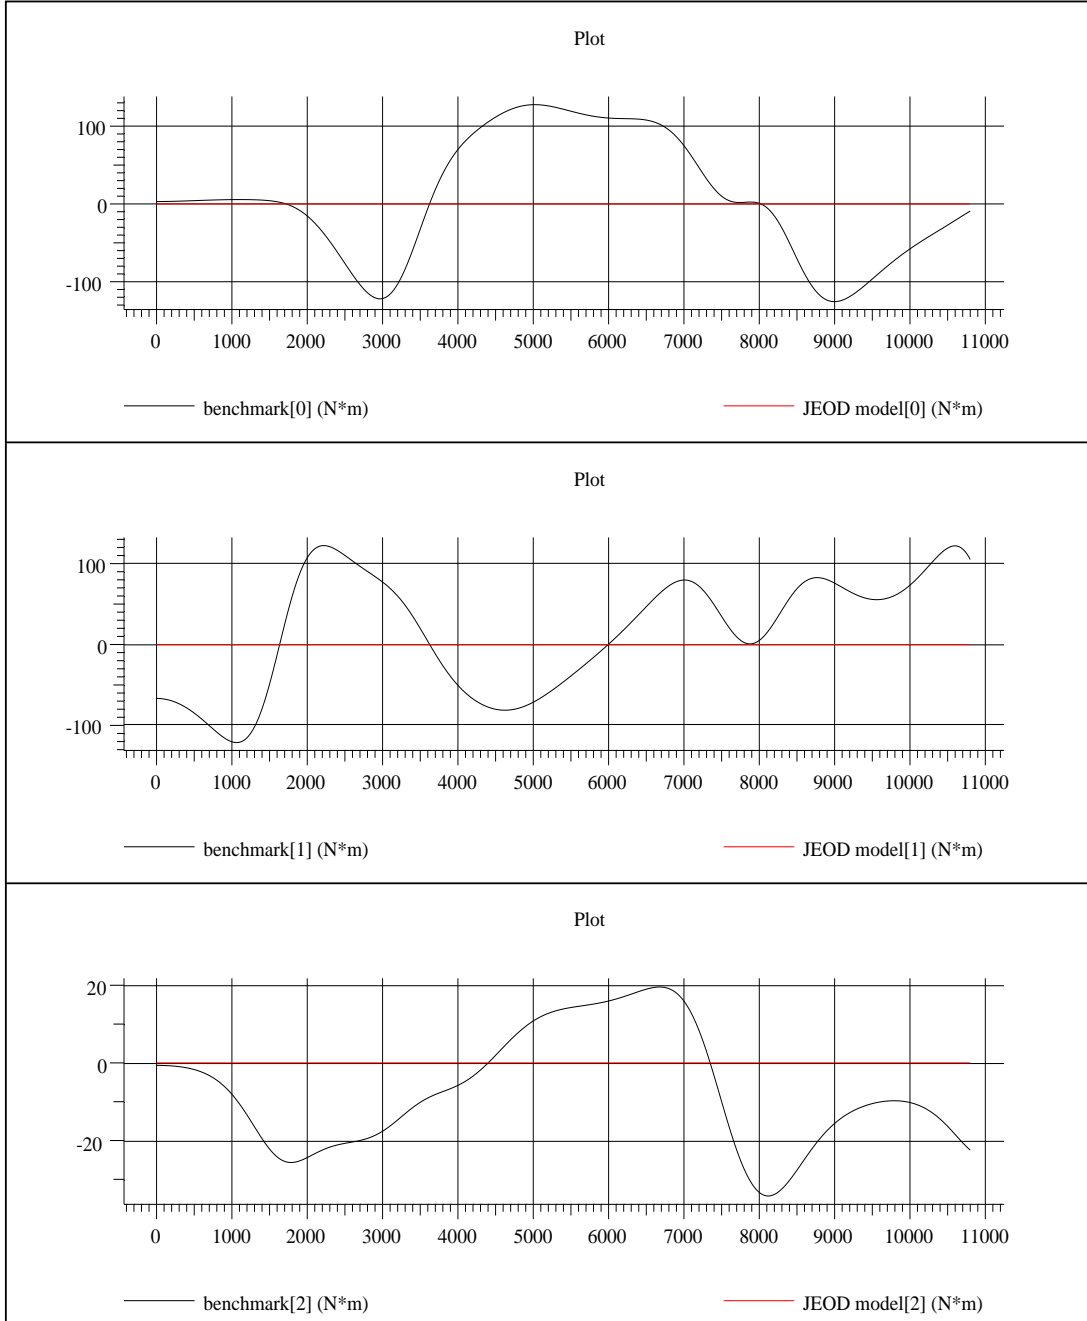 Plot
100
0
-100
0 1000 2000 3000 4000 5000 6000 7000 8000 9000 10000 11000
benchmark[0] (N*m) JEOD model[0] (N*m)
Plot
100
0
-100
0 1000 2000 3000 4000 5000 6000 7000 8000 9000 10000 11000
benchmark[1] (N*m) JEOD model[1] (N*m)
Plot
20
0
-20
0 1000 2000 3000 4000 5000 6000 7000 8000 9000 10000 11000
benchmark[2] (N*m) JEOD model[2] (N*m)